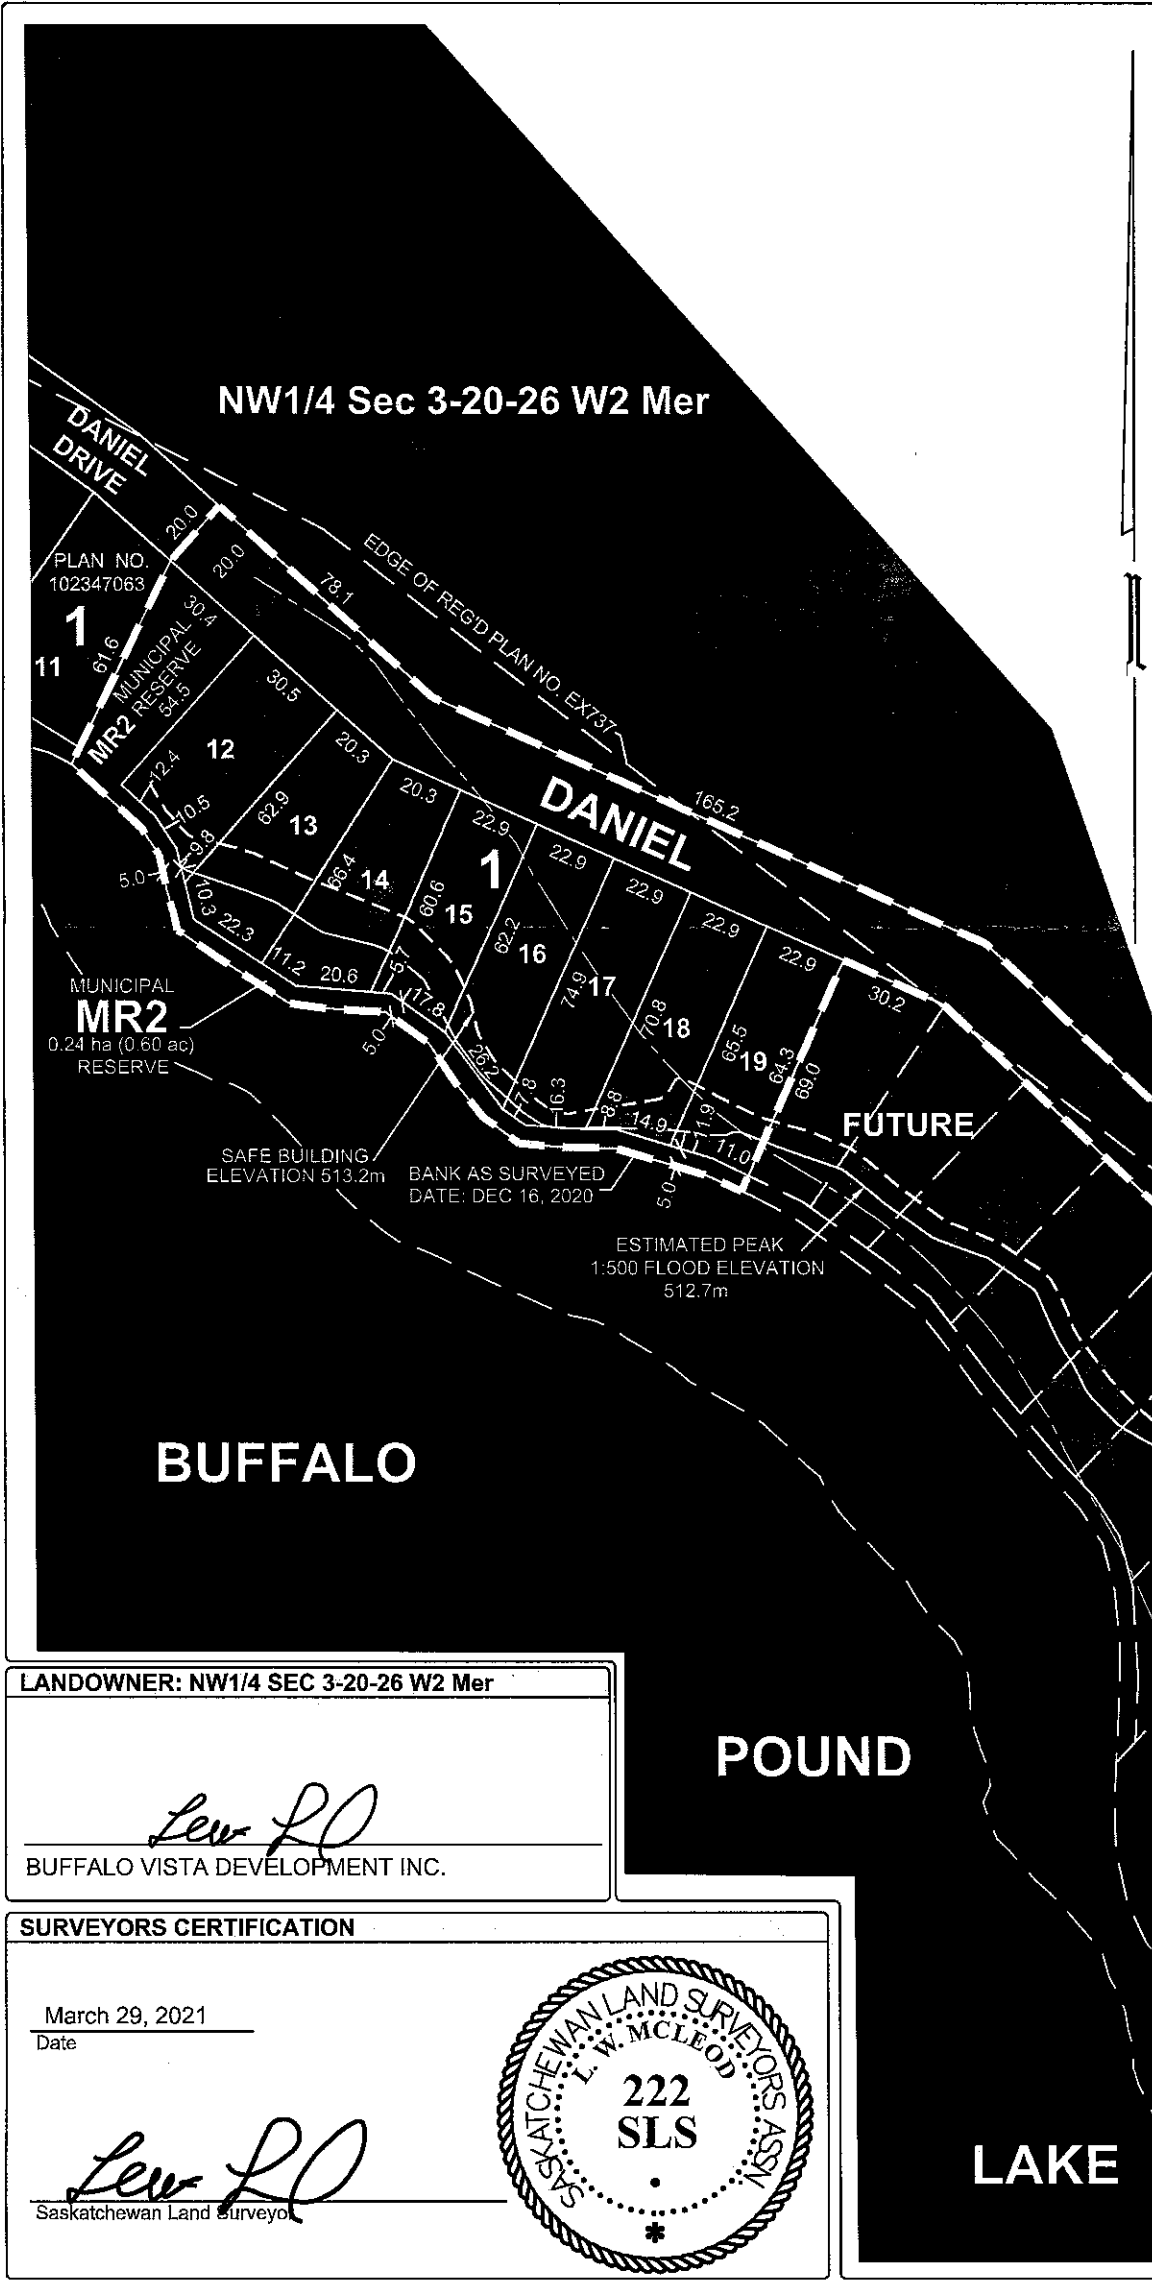 NW1/4 Sec 3-20-26 W2 Mer
DANIEL
DRIVE
20.0
20.0
78.1
EDGE OF REG'D PLAN NO. EX737
PLAN NO.
102347063
1
11
61.6
30.4
MUNICIPAL
RESERVE
MR2
54.5
30.5
12
20.3
12.4
10.5
9.8
62.9
13
20.3
22.9
DANIEL
165.2
5.0
10.3
22.3
66.4
14
60.6
15
1
22.9
22.9
22.9
22.9
11.2
20.6
5.7
17.8
62.2
16
74.9
17
70.8
18
65.5
19
64.3
69.0
30.2
MUNICIPAL
MR2
0.24 ha (0.60 ac)
RESERVE
5.0
26.2
7.8
16.3
8.8
14.9
11.0
5.0
FUTURE
SAFE BUILDING
ELEVATION 513.2m
BANK AS SURVEYED
DATE: DEC 16, 2020
ESTIMATED PEAK
1:500 FLOOD ELEVATION
512.7m
BUFFALO
POUND
LAKE
LANDOWNER: NW1/4 SEC 3-20-26 W2 Mer
BUFFALO VISTA DEVELOPMENT INC.
SURVEYORS CERTIFICATION
March 29, 2021
Date
Saskatchewan Land Surveyor
SASKATCHEWAN LAND SURVEYORS ASSN.
L. W. MCLEOD
222
SLS